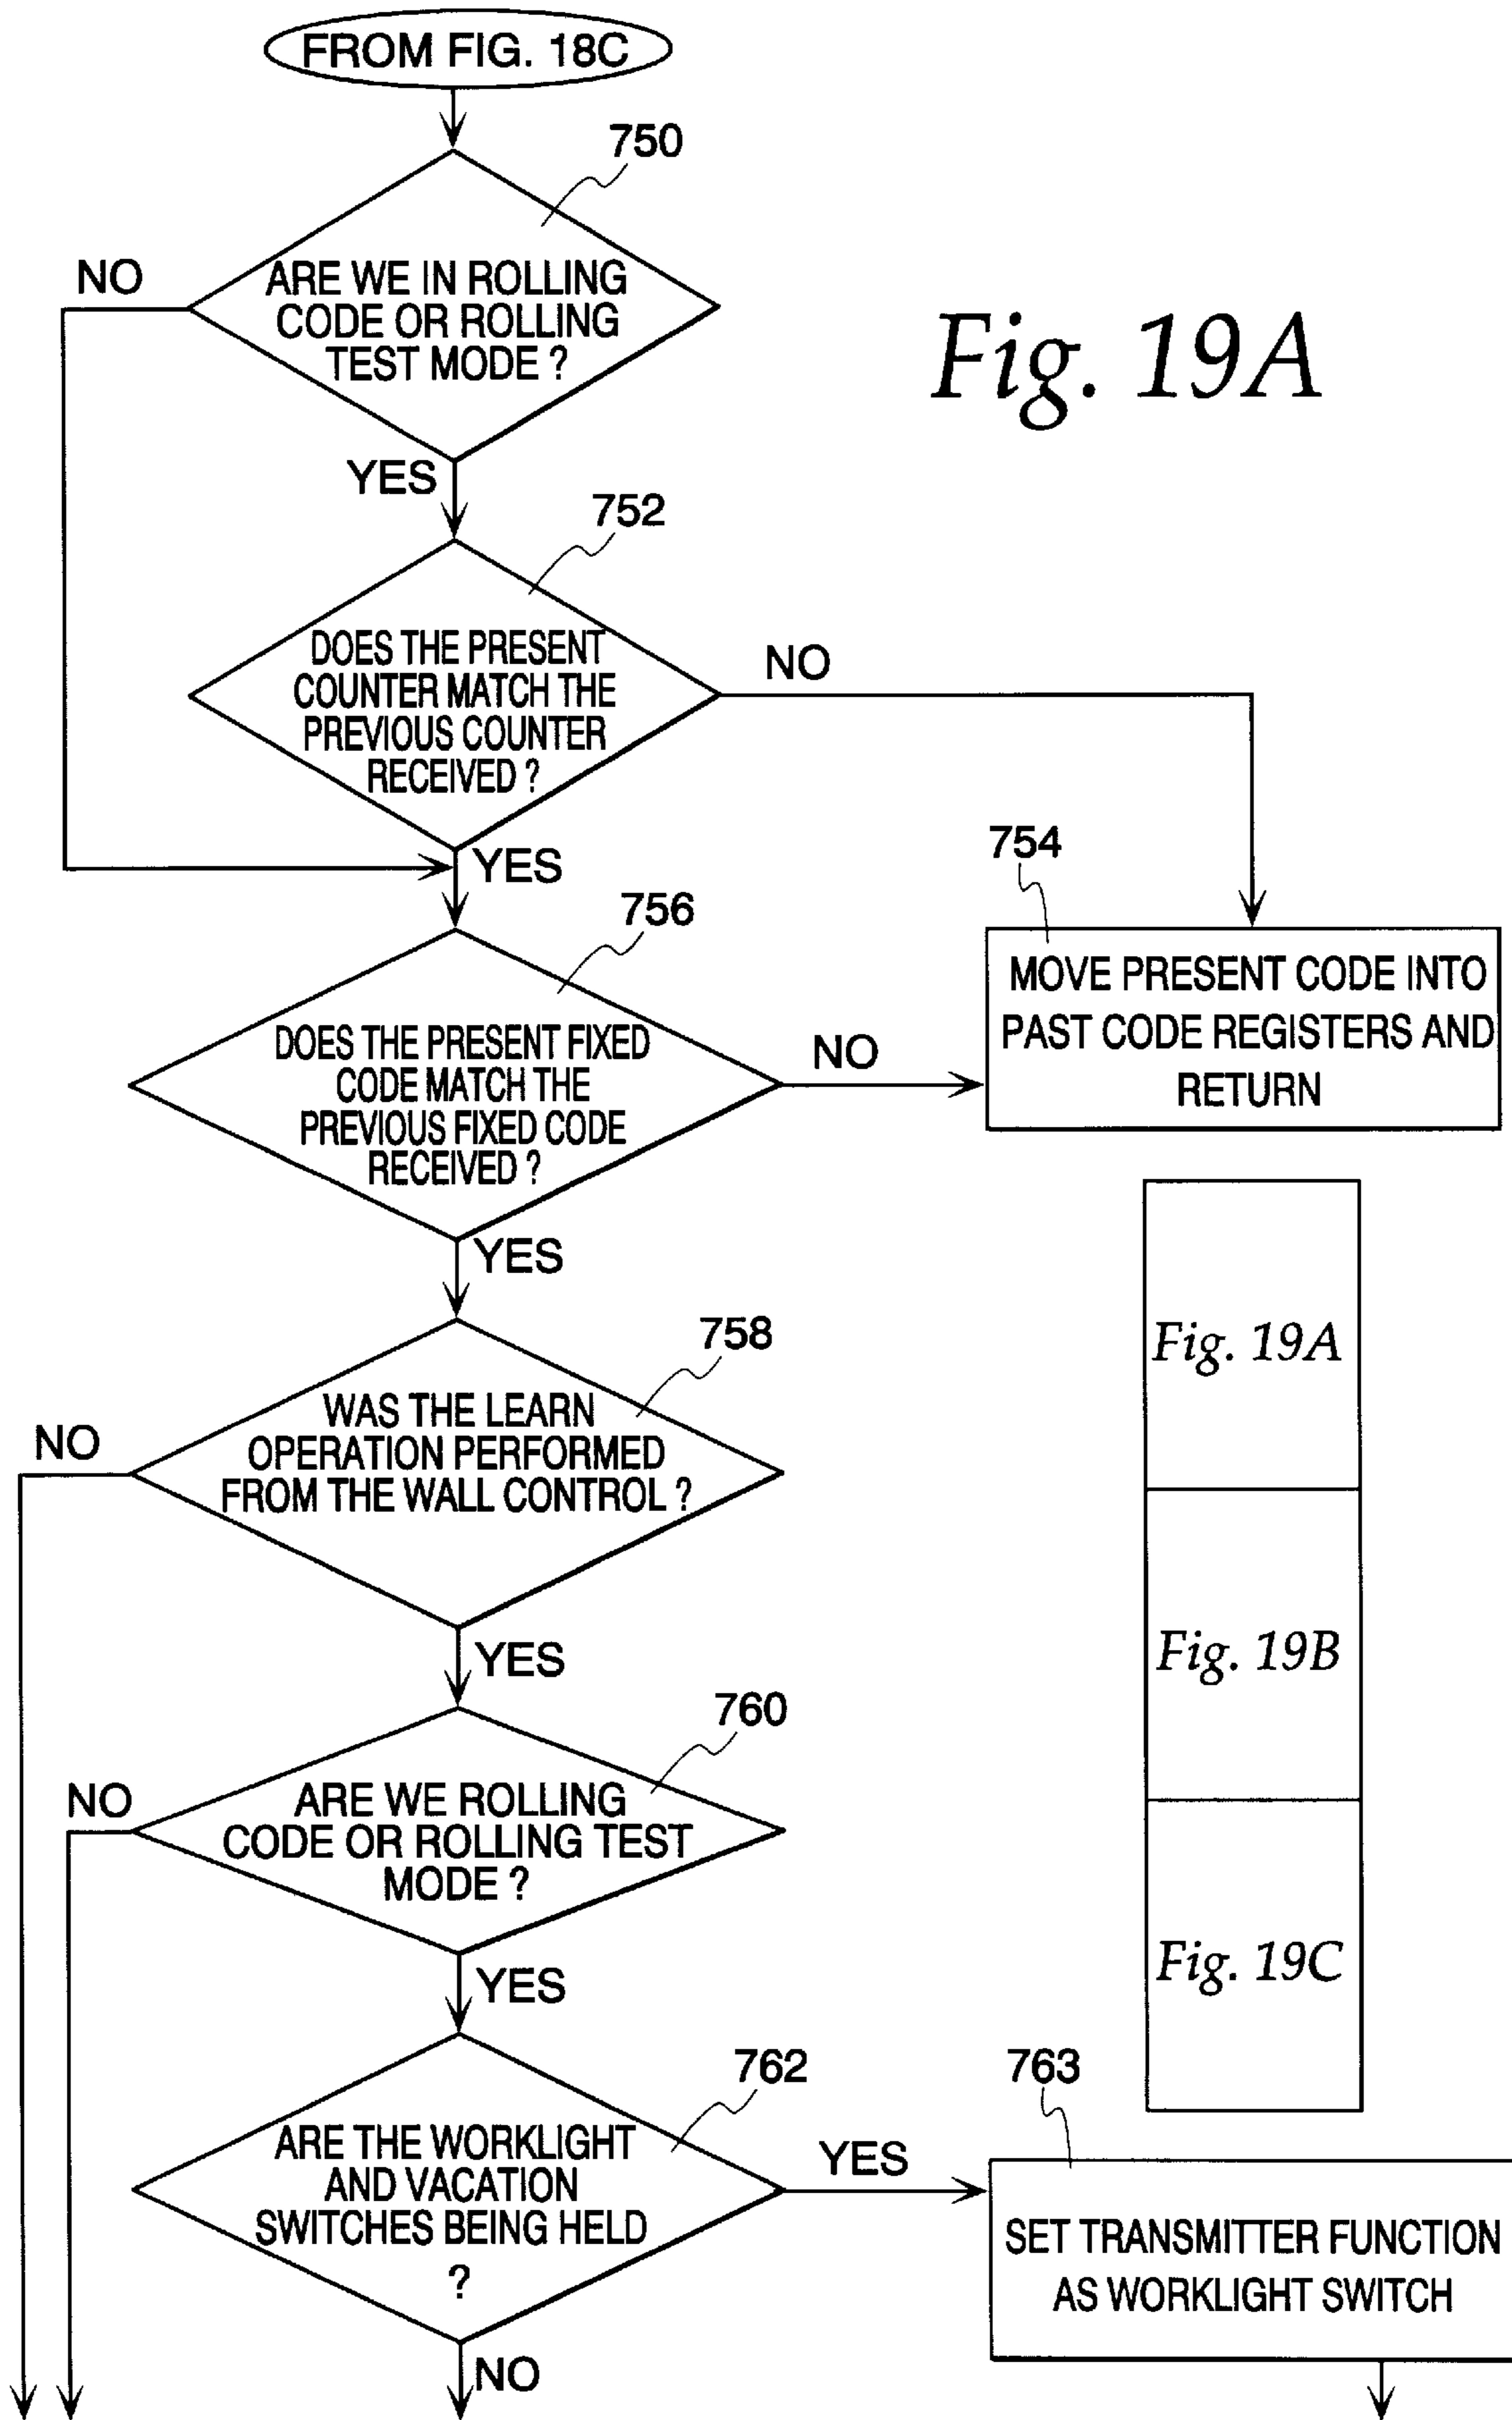 FROM FIG. 18C
750
NO
ARE WE IN ROLLING
CODE OR ROLLING
TEST MODE ?
Fig. 19A
YES
752
DOES THE PRESENT
COUNTER MATCH THE
PREVIOUS COUNTER
RECEIVED ?
NO
YES
754
MOVE PRESENT CODE INTO
PAST CODE REGISTERS AND
RETURN
756
DOES THE PRESENT FIXED
CODE MATCH THE
PREVIOUS FIXED CODE
RECEIVED ?
NO
YES
758
WAS THE LEARN
OPERATION PERFORMED
FROM THE WALL CONTROL ?
NO
YES
Fig. 19A
Fig. 19B
Fig. 19C
760
NO
ARE WE ROLLING
CODE OR ROLLING TEST
MODE ?
YES
762
ARE THE WORKLIGHT
AND VACATION
SWITCHES BEING HELD
?
YES
763
SET TRANSMITTER FUNCTION
AS WORKLIGHT SWITCH
NO